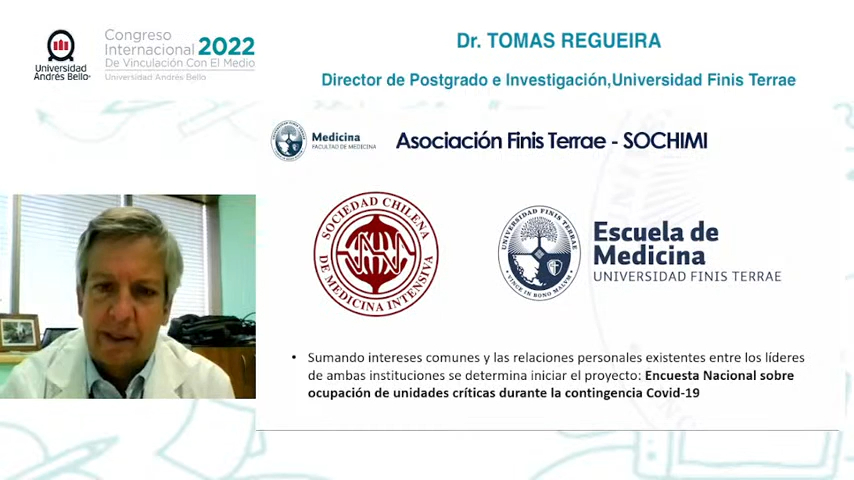 Universidad
Andrés Bello
Congreso
Internacional 2022
De Vinculación Con El Medio
Universidad Andrés Bello
Dr. TOMAS REGUEIRA
Director de Postgrado e Investigación,Universidad Finis Terrae
Medicina
FACULTAD DE MEDICINA
Asociación Finis Terrae - SOCHIMI
SOCIEDAD CHILENA
DE MEDICINA INTENSIVA
UNIVERSIDAD FINIS TERRAE
VINCE IN BONO MALUM
Escuela de
Medicina
UNIVERSIDAD FINIS TERRAE
• Sumando intereses comunes y las relaciones personales existentes entre los líderes
de ambas instituciones se determina iniciar el proyecto: Encuesta Nacional sobre
ocupación de unidades críticas durante la contingencia Covid-19